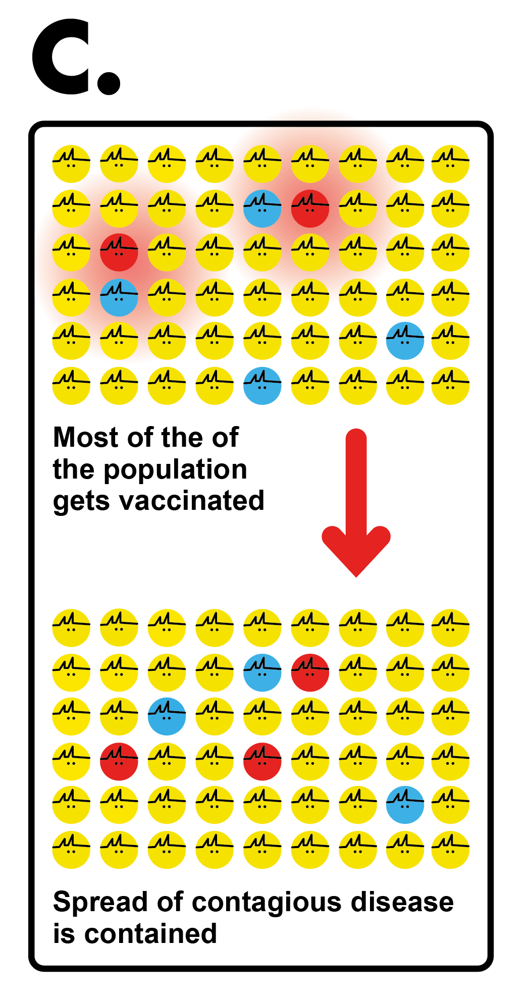 C.
Most of the of
the population
gets vaccinated
Spread of contagious disease
is contained